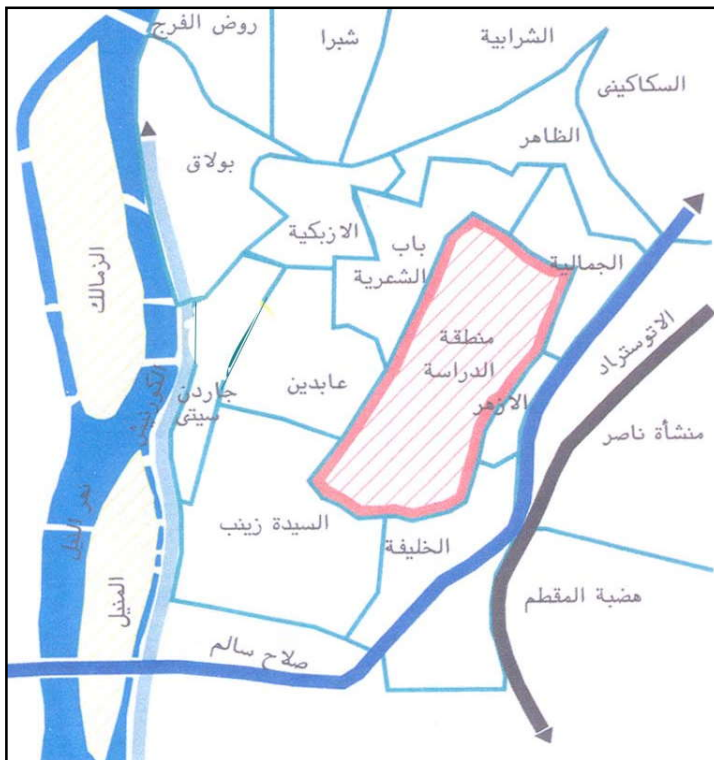 روض الفرج
شبرا
الشرابية
السكاكينى
الظاهر
بولاق
الازبكية
باب
الشعرية
الجمالية
الزمالك
منطقة
الدراسة
الاتوستراد
الكورنيش
جاردن
سيتى
عابدين
الازهر
منشأة ناصر
نهر النيل
السيدة زينب
الخليفة
المنيل
هضبة المقطم
صلاح سالم